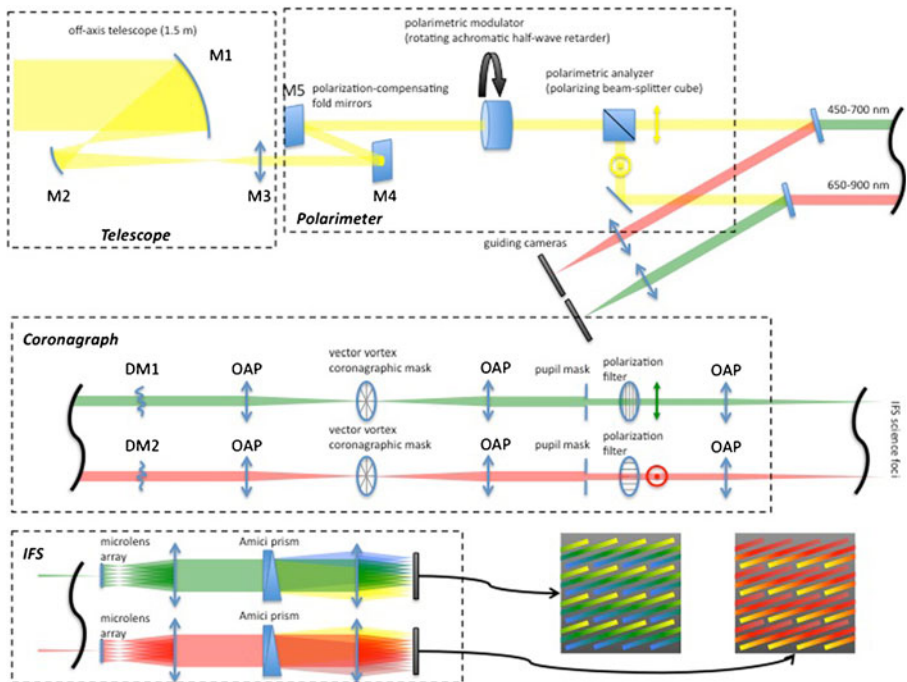 off-axis telescope (1.5 m)
M1
M2
M3
Telescope
polarimetric modulator
(rotating achromatic half-wave retarder)
M5
polarization-compensating
fold mirrors
polarimetric analyzer
(polarizing beam-splitter cube)
M4
Polarimeter
450-700 nm
650-900 nm
guiding cameras
Coronagraph
DM1
OAP
vector vortex
coronagraphic mask
OAP
pupil mask
polarization
filter
OAP
DM2
OAP
vector vortex
coronagraphic mask
OAP
pupil mask
polarization
filter
OAP
IFS science foci
IFS
microlens
array
Amici prism
microlens
array
Amici prism